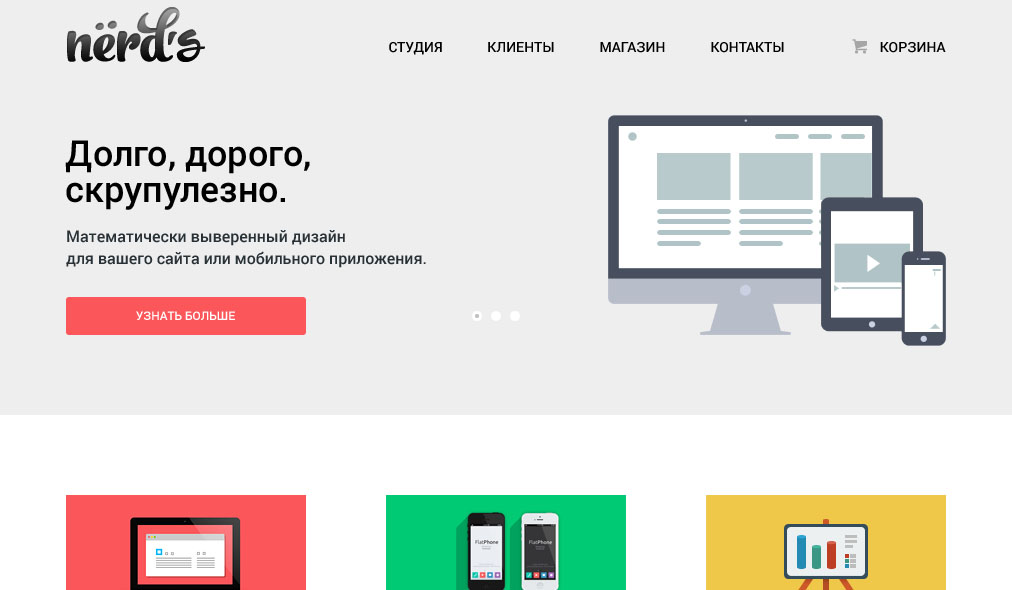 nërd's
СТУДИЯ КЛИЕНТЫ МАГАЗИН КОНТАКТЫ КОРЗИНА
Долго, дорого,
скрупулезно.
Математически выверенный дизайн
для вашего сайта или мобильного приложения.
УЗНАТЬ БОЛЬШЕ
FlatPhone FlatPhone